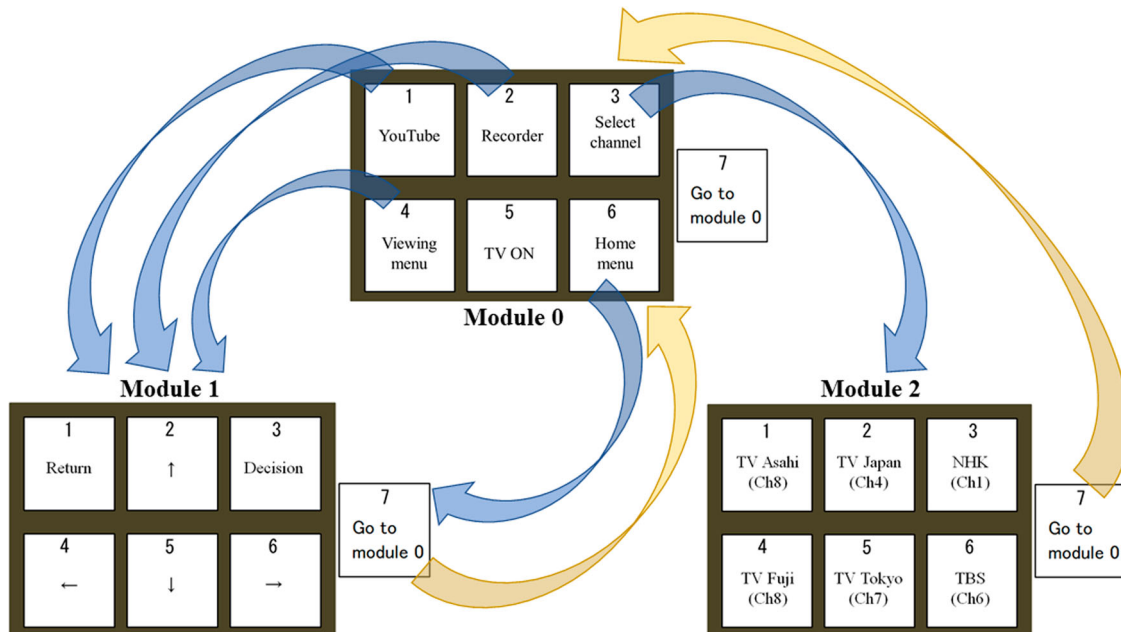 1
YouTube
2
Recorder
3
Select
channel
7
Go to
module 0
4
Viewing
menu
5
TV ON
6
Home
menu
Module 0
Module 1
1
Return
2
↑
3
Decision
7
Go to
module 0
4
←
5
↓
6
→
Module 2
1
TV Asahi
(Ch8)
2
TV Japan
(Ch4)
3
NHK
(Ch1)
7
Go to
module 0
4
TV Fuji
(Ch8)
5
TV Tokyo
(Ch7)
6
TBS
(Ch6)